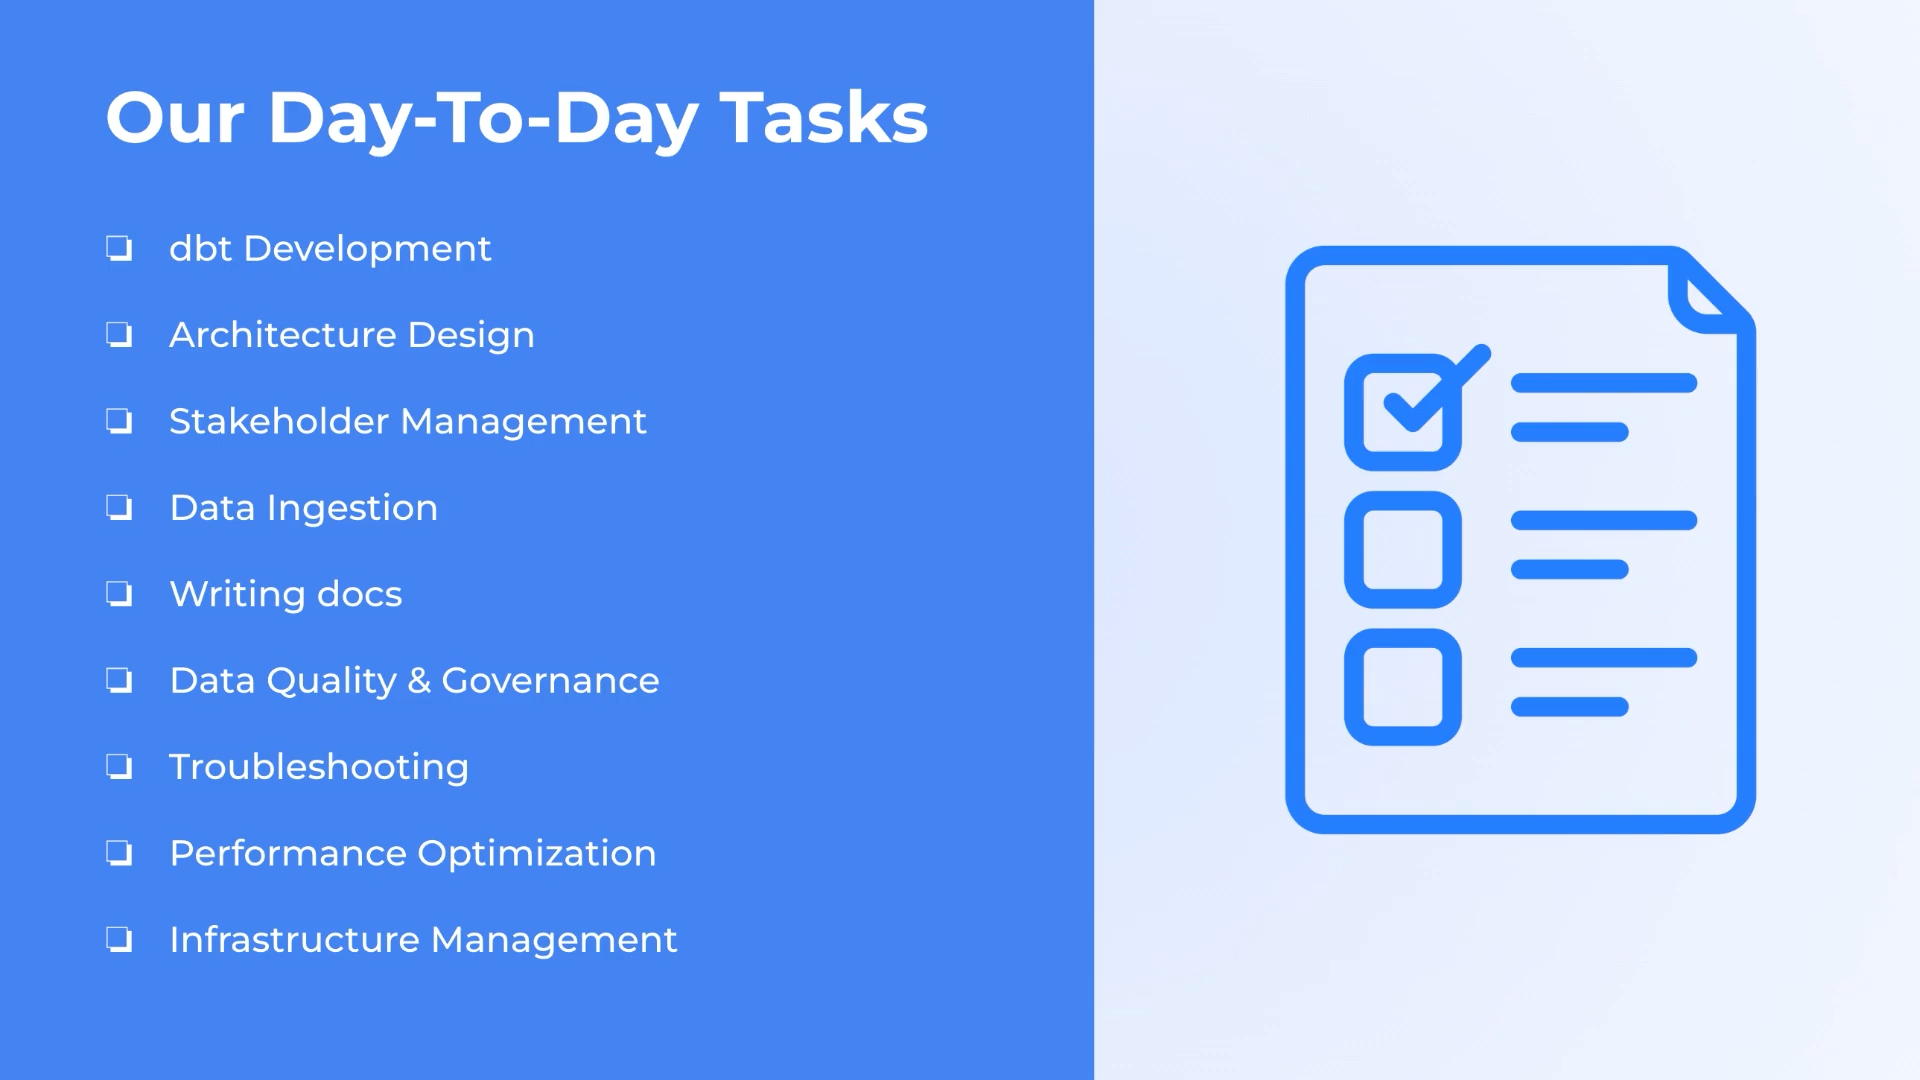 Our Day-To-Day Tasks
❏ dbt Development
❏ Architecture Design
❏ Stakeholder Management
❏ Data Ingestion
❏ Writing docs
❏ Data Quality & Governance
❏ Troubleshooting
❏ Performance Optimization
❏ Infrastructure Management